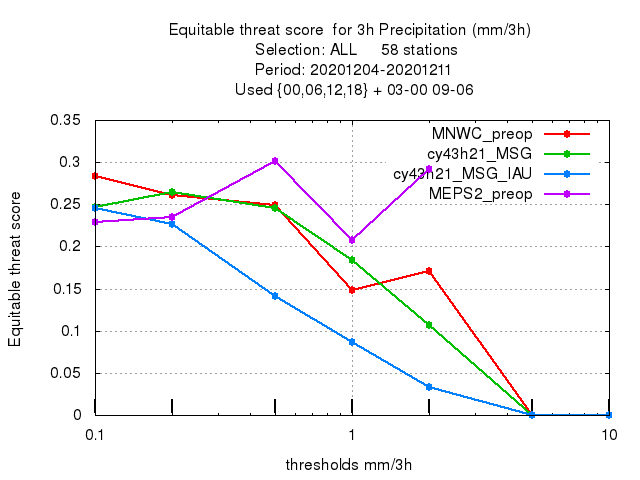 Equitable threat score  for 3h Precipitation (mm/3h)
Selection: ALL     58 stations
Period: 20201204-20201211
Used {00,06,12,18} + 03-00 09-06
MNWC_preop
cy43h21_MSG
cy43h21_MSG_IAU
MEPS2_preop
Equitable threat score
0.35
0.3
0.25
0.2
0.15
0.1
0.05
0
0.1 1 10
thresholds mm/3h